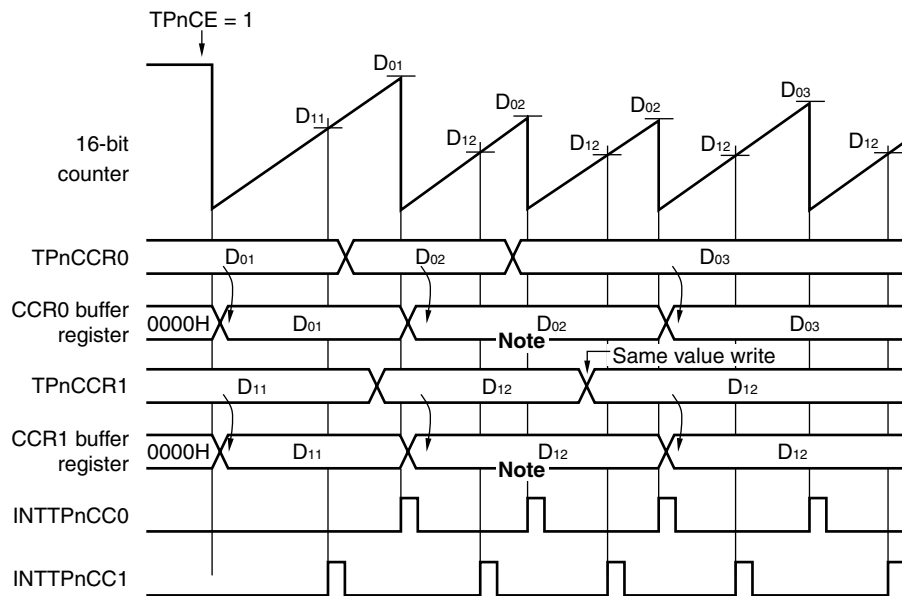 TPnCE = 1
D01
D11
D02
D12
D02
D12
D03
D12
D12
16-bit
counter
TPnCCR0
D01
D02
D03
CCR0 buffer
register
0000H
D01
D02
D03
Note
Same value write
TPnCCR1
D11
D12
D12
CCR1 buffer
register
0000H
D11
D12
D12
Note
INTTPnCC0
INTTPnCC1